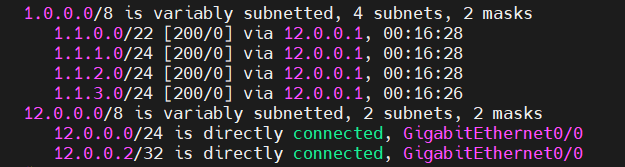 1.0.0.0/8 is variably subnetted, 4 subnets, 2 masks
1.1.0.0/22 [200/0] via 12.0.0.1, 00:16:28
1.1.1.0/24 [200/0] via 12.0.0.1, 00:16:28
1.1.2.0/24 [200/0] via 12.0.0.1, 00:16:28
1.1.3.0/24 [200/0] via 12.0.0.1, 00:16:26
12.0.0.0/8 is variably subnetted, 2 subnets, 2 masks
12.0.0.0/24 is directly connected, GigabitEthernet0/0
12.0.0.2/32 is directly connected, GigabitEthernet0/0